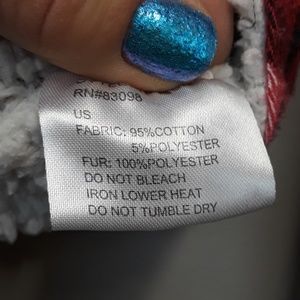 RN#83098
US
FABRIC: 95%COTTON
5%POLYESTER
FUR: 100%POLYESTER
DO NOT BLEACH
IRON LOWER HEAT
DO NOT TUMBLE DRY